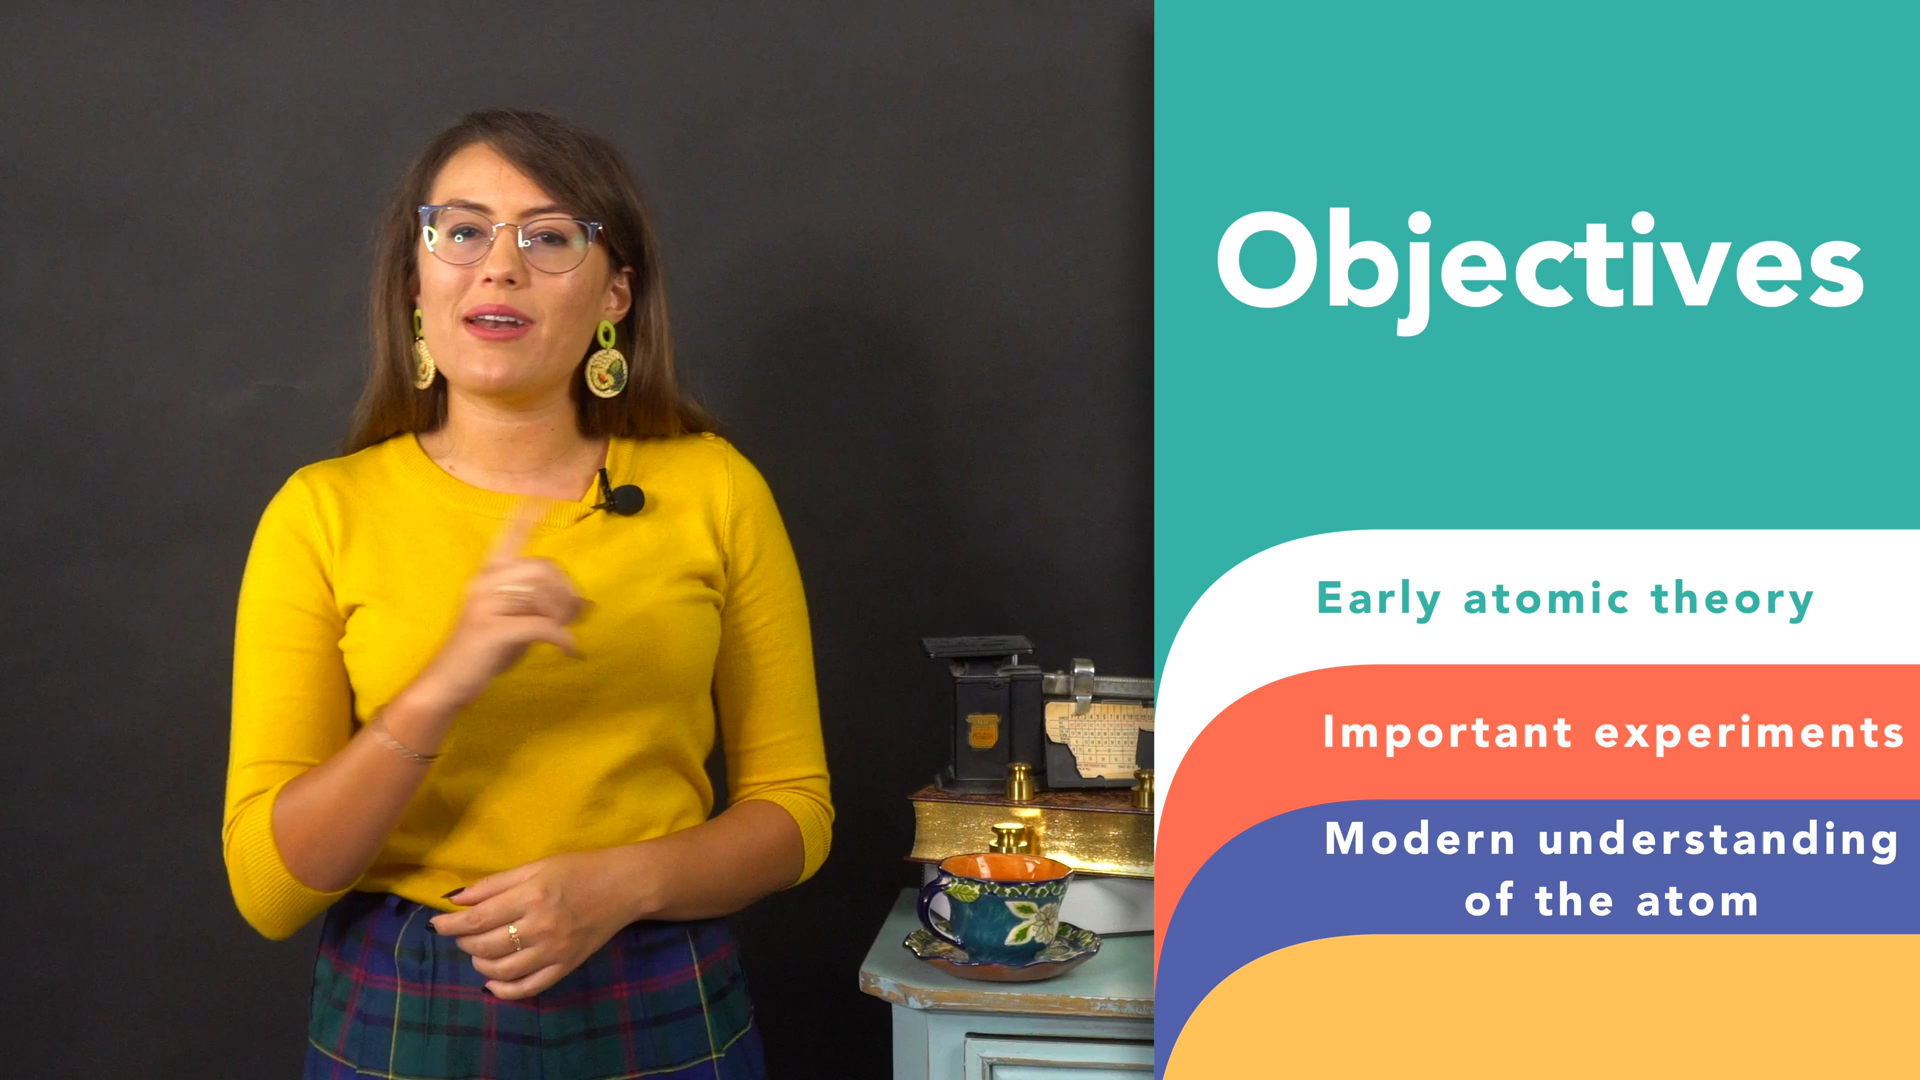 Objectives
Early atomic theory
Important experiments
Modern understanding
of the atom